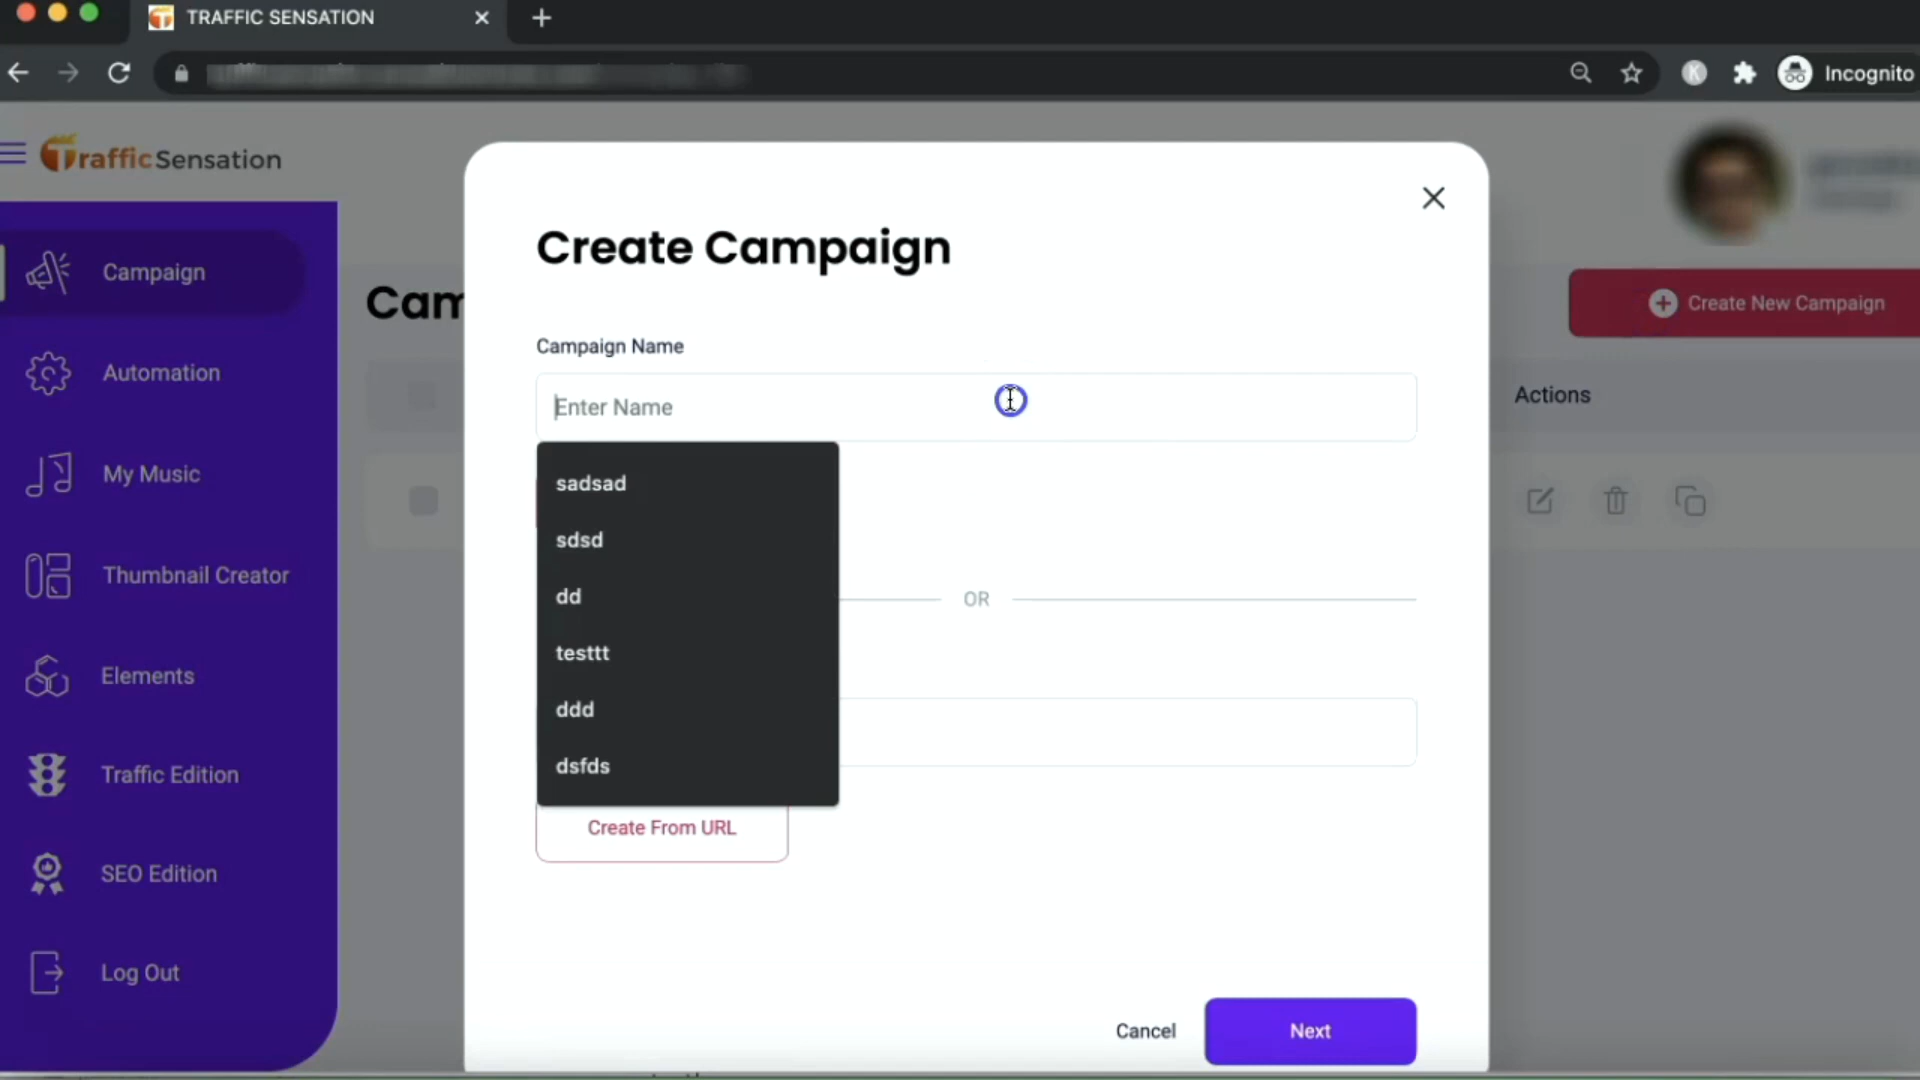 TRAFFIC SENSATION
Incognito
TrafficSensation
Create Campaign
Campaign
Cam
Create New Campaign
Campaign Name
Automation
Actions
Enter Name
My Music
sadsad
sdsd
Thumbnail Creator
dd
OR
testtt
Elements
ddd
Traffic Edition
dsfds
Create From URL
SEO Edition
Log Out
Cancel
Next